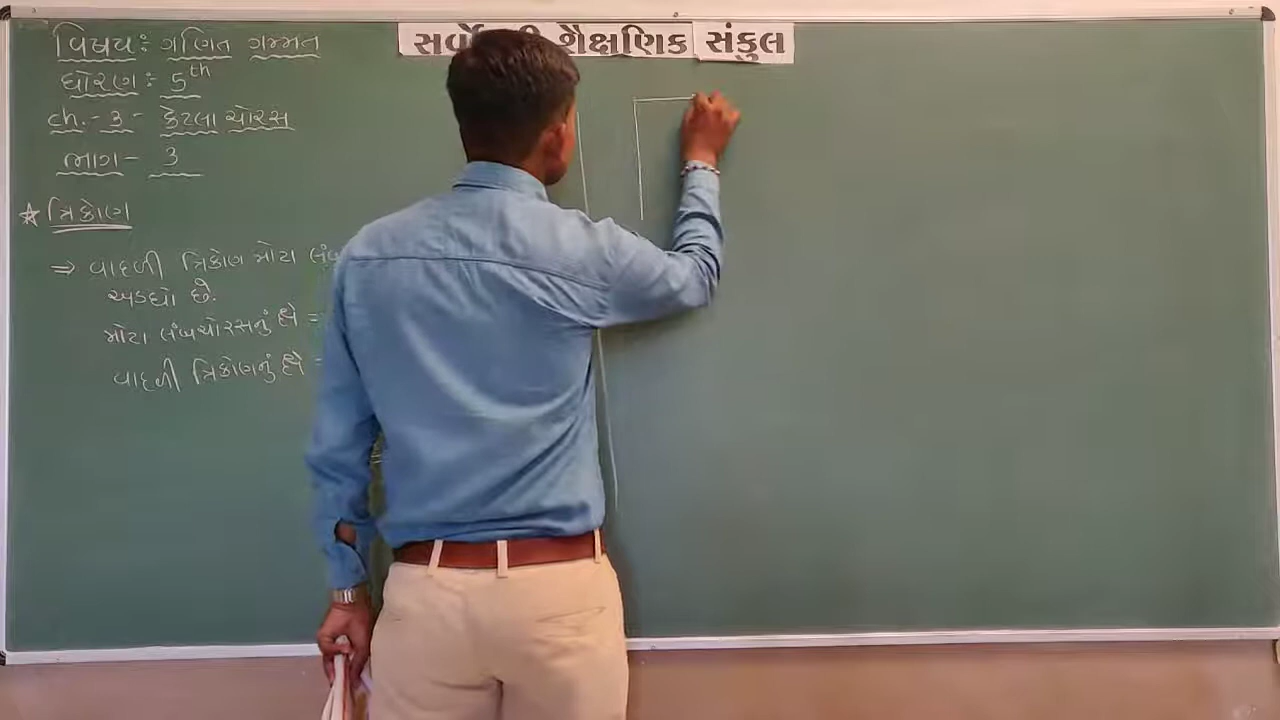 સર્વો શૈક્ષણિક સંકુલ
વિષય: ગણિત ગમ્મત
ધોરણ: 5th
ch. - 3 - કેટલા ચોરસ
ભાગ - 3
☆ ત્રિકોણ
⇒ વાદળી ત્રિકોણ મોટા લંબ
અડધો છે.
મોટા લંબચોરસનું ક્ષે =
વાદળી ત્રિકોણનું ક્ષે =